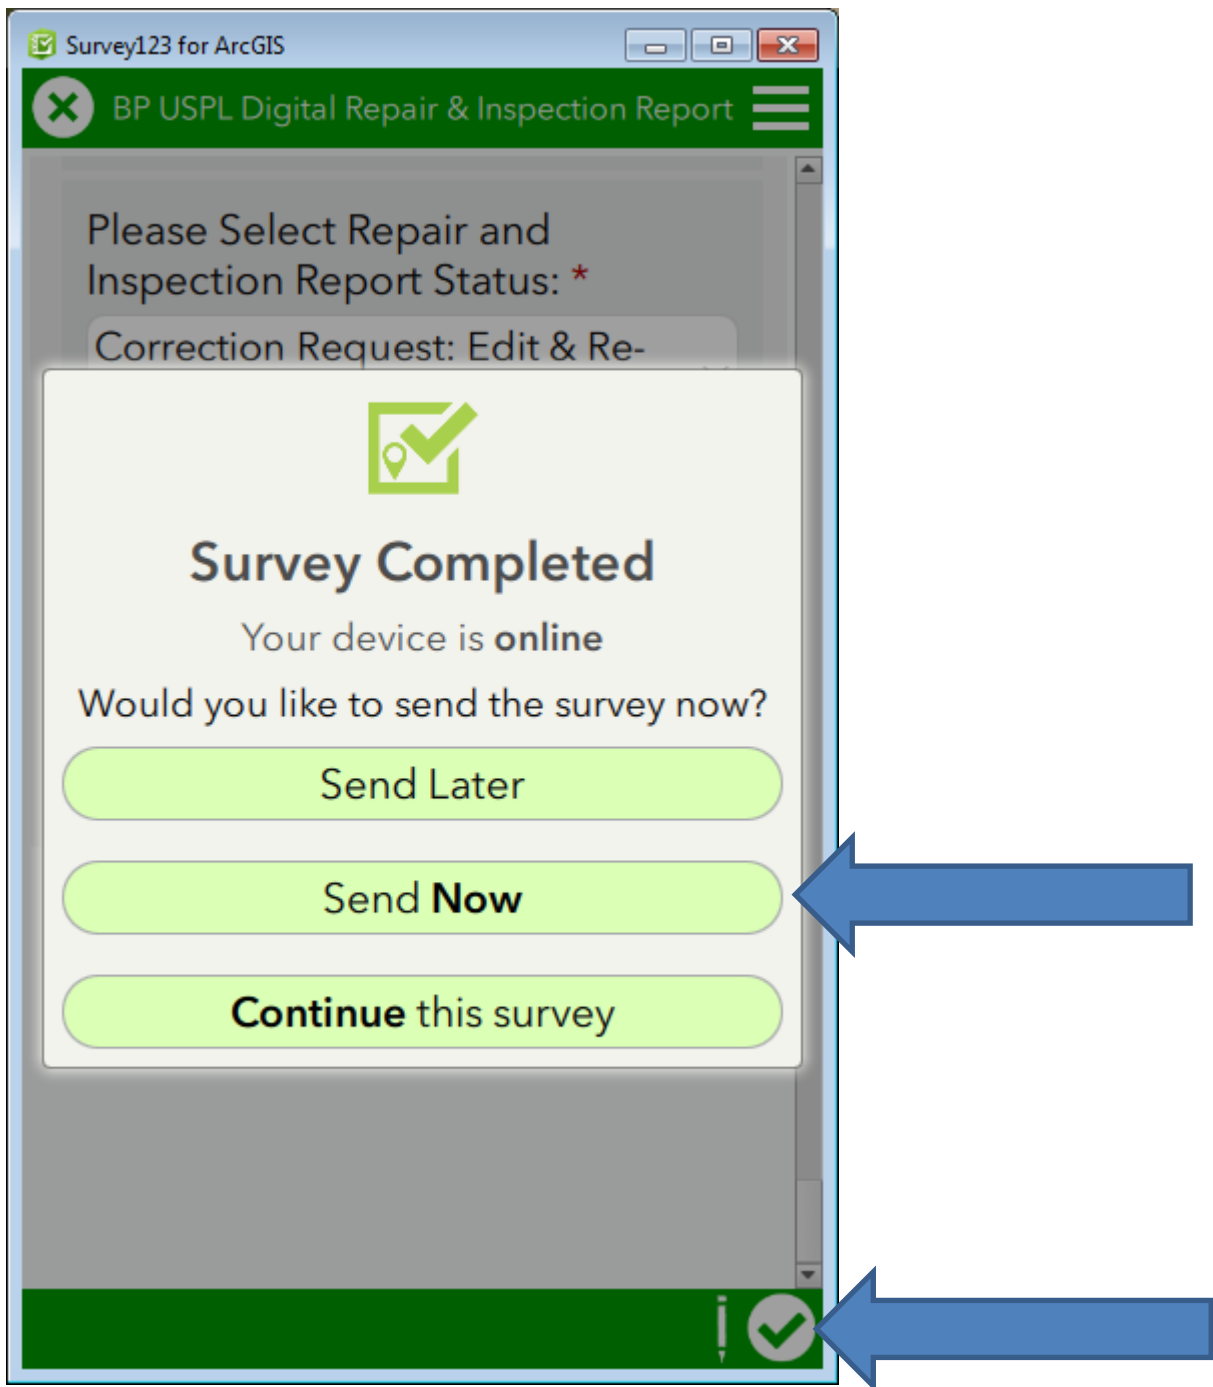 Survey123 for ArcGIS
BP USPL Digital Repair & Inspection Report
Please Select Repair and
Inspection Report Status: *
Correction Request: Edit & Re-
Survey Completed
Your device is online
Would you like to send the survey now?
Send Later
Send Now
Continue this survey